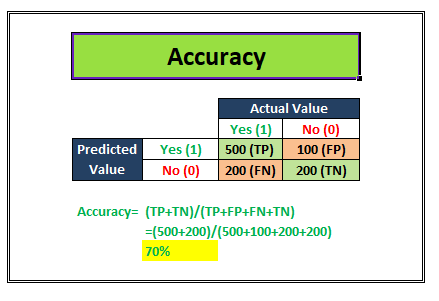 Accuracy
Actual Value
Yes (1) No (0)
Predicted Yes (1) 500 (TP) 100 (FP)
Value No (0) 200 (FN) 200 (TN)
Accuracy= (TP+TN)/(TP+FP+FN+TN)
=(500+200)/(500+100+200+200)
70%